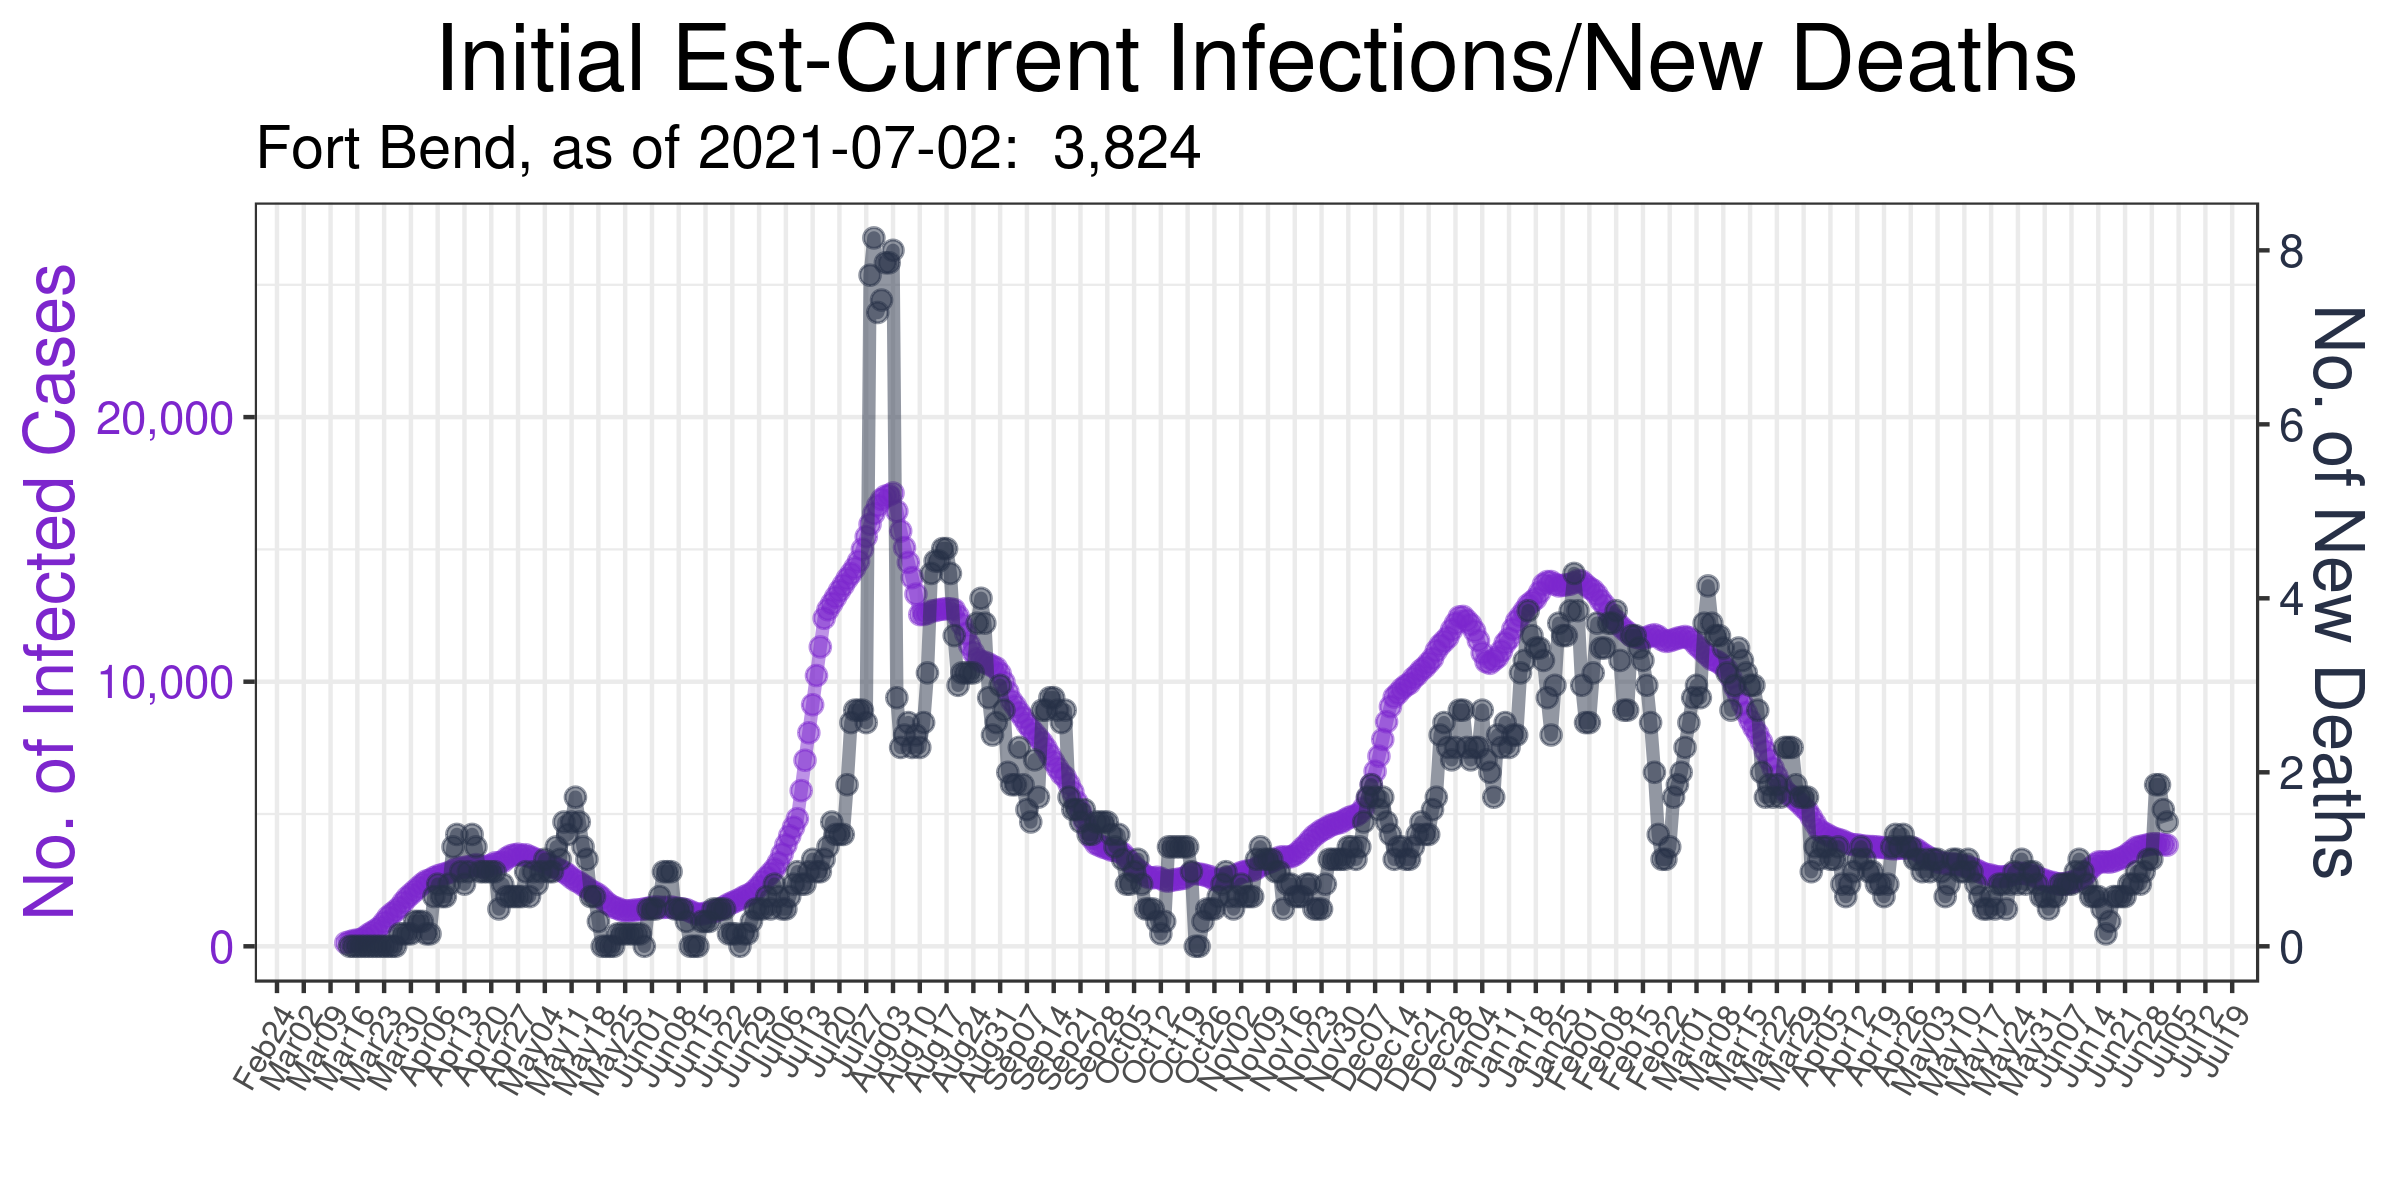 Initial Est-Current Infections/New Deaths
Fort Bend, as of 2021-07-02: 3,824
No. of Infected Cases
20,000
10,000
0
8
6
4
2
0
No. of New Deaths
Feb24
Mar02
Mar09
Mar16
Mar23
Mar30
Apr06
Apr13
Apr20
Apr27
May04
May11
May18
May25
Jun01
Jun08
Jun15
Jun22
Jun29
Jul06
Jul13
Jul20
Jul27
Aug03
Aug10
Aug17
Aug24
Aug31
Sep07
Sep14
Sep21
Sep28
Oct05
Oct12
Oct19
Oct26
Nov02
Nov09
Nov16
Nov23
Nov30
Dec07
Dec14
Dec21
Dec28
Jan04
Jan11
Jan18
Jan25
Feb01
Feb08
Feb15
Feb22
Mar01
Mar08
Mar15
Mar22
Mar29
Apr05
Apr12
Apr19
Apr26
May03
May10
May17
May24
May31
Jun07
Jun14
Jun21
Jun28
Jul05
Jul12
Jul19